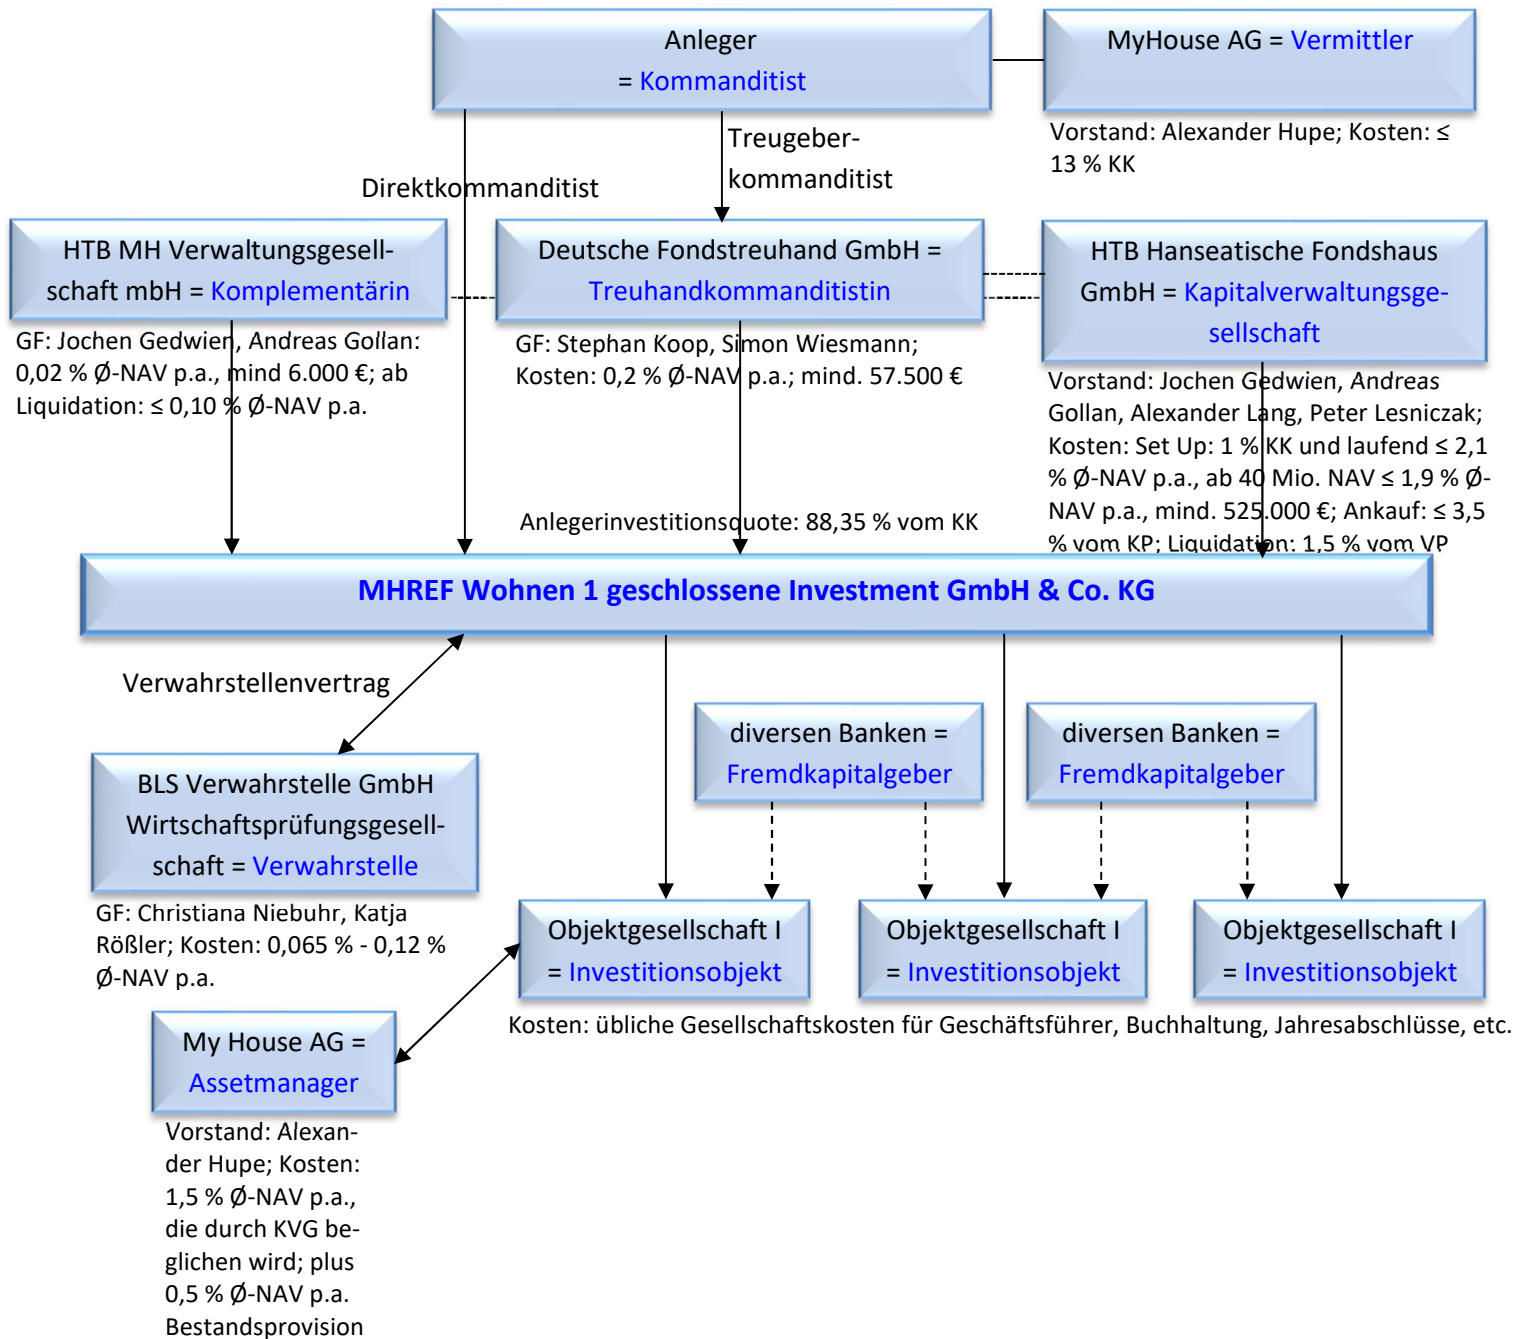 Anleger
= Kommanditist
MyHouse AG = Vermittler
Vorstand: Alexander Hupe; Kosten: ≤
13 % KK
Treugeber-
kommanditist
Direktkommanditist
HTB MH Verwaltungsgesell-
schaft mbH = Komplementärin
GF: Jochen Gedwien, Andreas Gollan:
0,02 % Ø-NAV p.a., mind 6.000 €; ab
Liquidation: ≤ 0,10 % Ø-NAV p.a.
Deutsche Fondstreuhand GmbH =
Treuhandkommanditistin
GF: Stephan Koop, Simon Wiesmann;
Kosten: 0,2 % Ø-NAV p.a.; mind. 57.500 €
HTB Hanseatische Fondshaus
GmbH = Kapitalverwaltungsge-
sellschaft
Vorstand: Jochen Gedwien, Andreas
Gollan, Alexander Lang, Peter Lesniczak;
Kosten: Set Up: 1 % KK und laufend ≤ 2,1
% Ø-NAV p.a., ab 40 Mio. NAV ≤ 1,9 % Ø-
NAV p.a., mind. 525.000 €; Ankauf: ≤ 3,5
% vom KP; Liquidation: 1,5 % vom VP
Anlegerinvestitionsquote: 88,35 % vom KK
MHREF Wohnen 1 geschlossene Investment GmbH & Co. KG
Verwahrstellenvertrag
diversen Banken =
Fremdkapitalgeber
diversen Banken =
Fremdkapitalgeber
BLS Verwahrstelle GmbH
Wirtschaftsprüfungsgesell-
schaft = Verwahrstelle
GF: Christiana Niebuhr, Katja
Rößler; Kosten: 0,065 % - 0,12 %
Ø-NAV p.a.
Objektgesellschaft I
= Investitionsobjekt
Objektgesellschaft I
= Investitionsobjekt
Objektgesellschaft I
= Investitionsobjekt
Kosten: übliche Gesellschaftskosten für Geschäftsführer, Buchhaltung, Jahresabschlüsse, etc.
My House AG =
Assetmanager
Vorstand: Alexan-
der Hupe; Kosten:
1,5 % Ø-NAV p.a.,
die durch KVG be-
glichen wird; plus
0,5 % Ø-NAV p.a.
Bestandsprovision